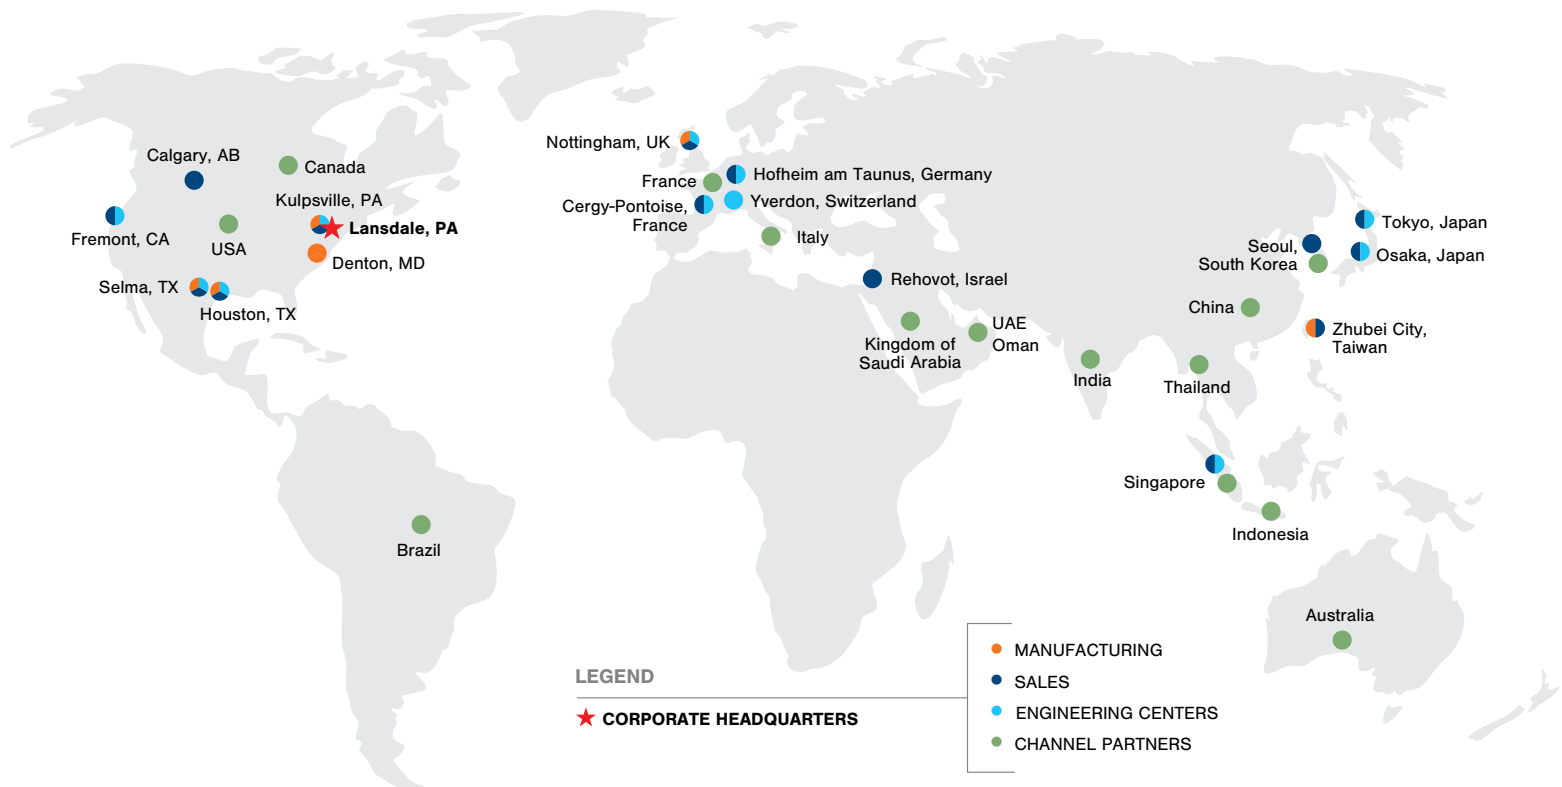 Nottingham, UK
Calgary, AB
Canada
Hofheim am Taunus, Germany
France
Kulpsville, PA
Yverdon, Switzerland
Cergy-Pontoise,
France
Tokyo, Japan
Lansdale, PA
Fremont, CA
Italy
USA
Seoul,
South Korea
Osaka, Japan
Denton, MD
Rehovot, Israel
Selma, TX
Houston, TX
China
UAE
Oman
Zhubei City,
Taiwan
Kingdom of
Saudi Arabia
India
Thailand
Singapore
Indonesia
Brazil
Australia
LEGEND
CORPORATE HEADQUARTERS
MANUFACTURING
SALES
ENGINEERING CENTERS
CHANNEL PARTNERS